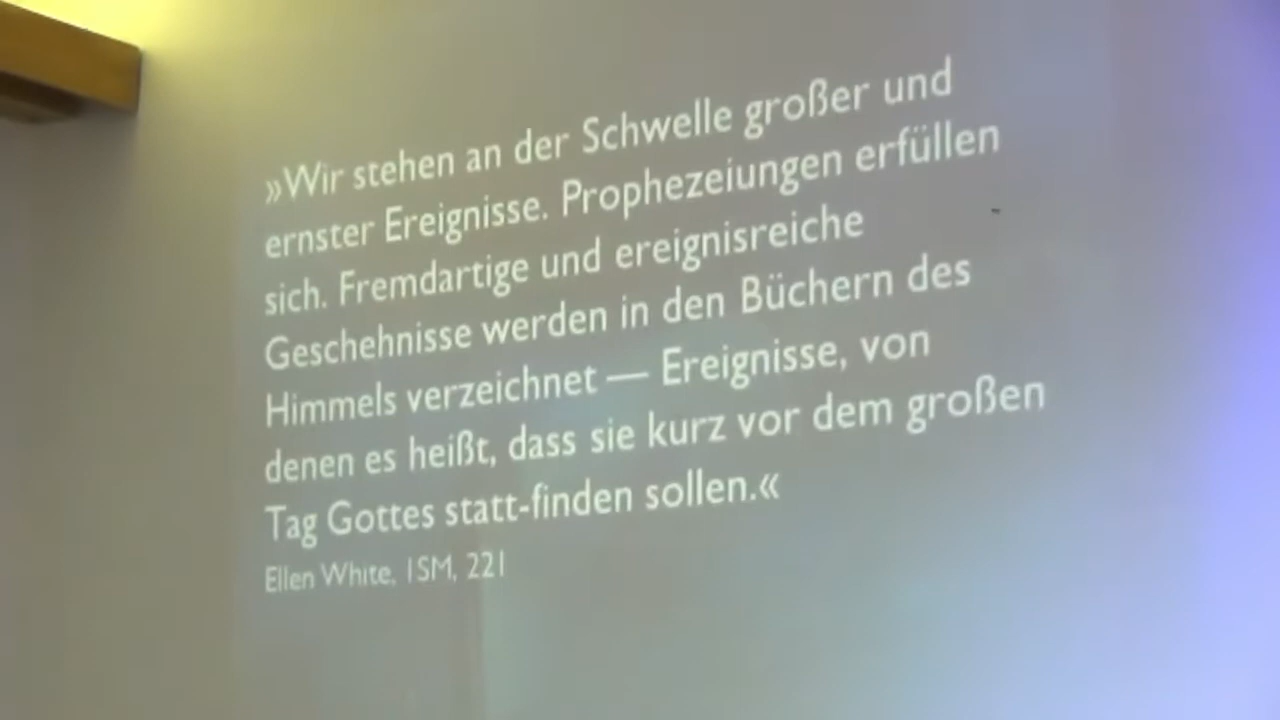 »Wir stehen an der Schwelle großer und
ernster Ereignisse. Prophezeiungen erfüllen
sich. Fremdartige und ereignisreiche
Geschehnisse werden in den Büchern des
Himmels verzeichnet — Ereignisse, von
denen es heißt, dass sie kurz vor dem großen
Tag Gottes statt-finden sollen.«
Ellen White, 1SM, 221